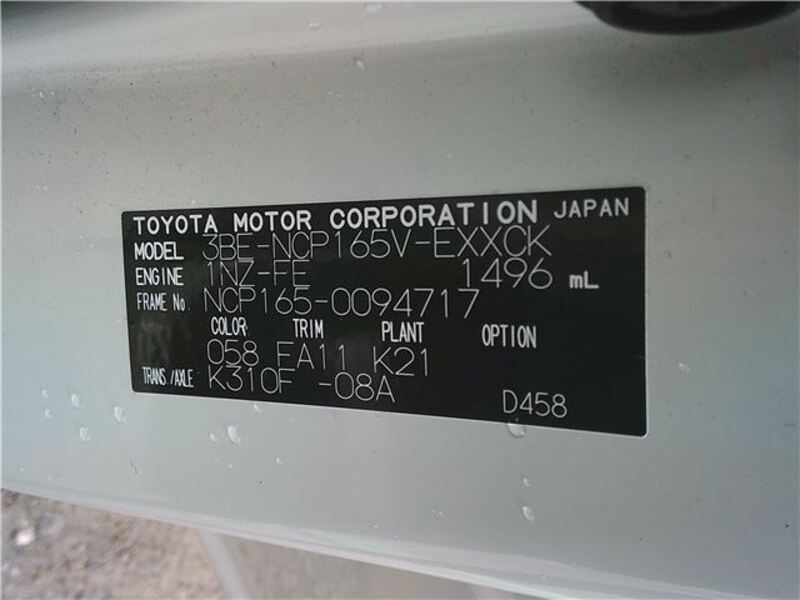 TOYOTA MOTOR CORPORATION JAPAN
MODEL 3BE-NCP165V-EXXCK
ENGINE 1NZ-FE 1496 mL
FRAME No NCP165-0094717
COLOR TRIM PLANT OPTION
058 FA11 K21
TRANS./AXLE K310F -08A
D458